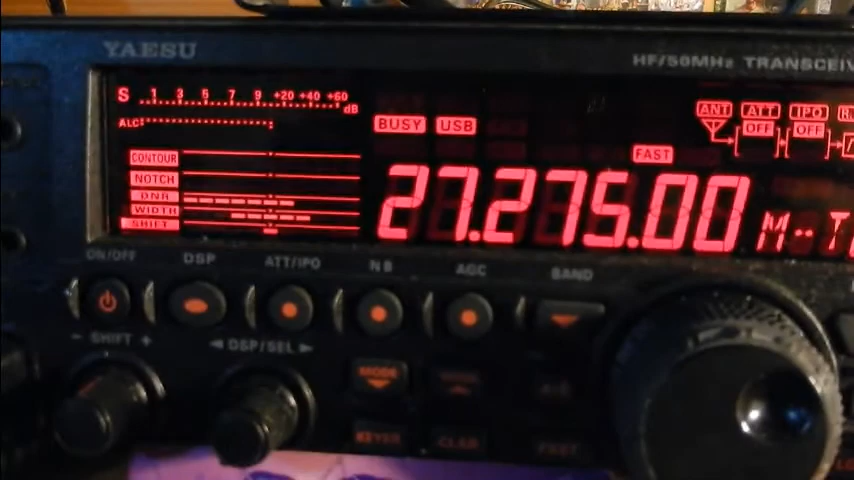 YAESU
HF/50MHz TRANSCEIV
S 1 3 5 7 9 +20 +40 +60 dB
ALC
BUSY USB
ANT ATT IPO
OFF OFF
FAST
CONTOUR
NOTCH
DNR
WIDTH
SHIFT
27.275.00
M-- T
ON/OFF DSP ATT/IPO NB AGC BAND
− SHIFT +
◄ DSP/SEL ►
MODE
KEYER CLAR FAST